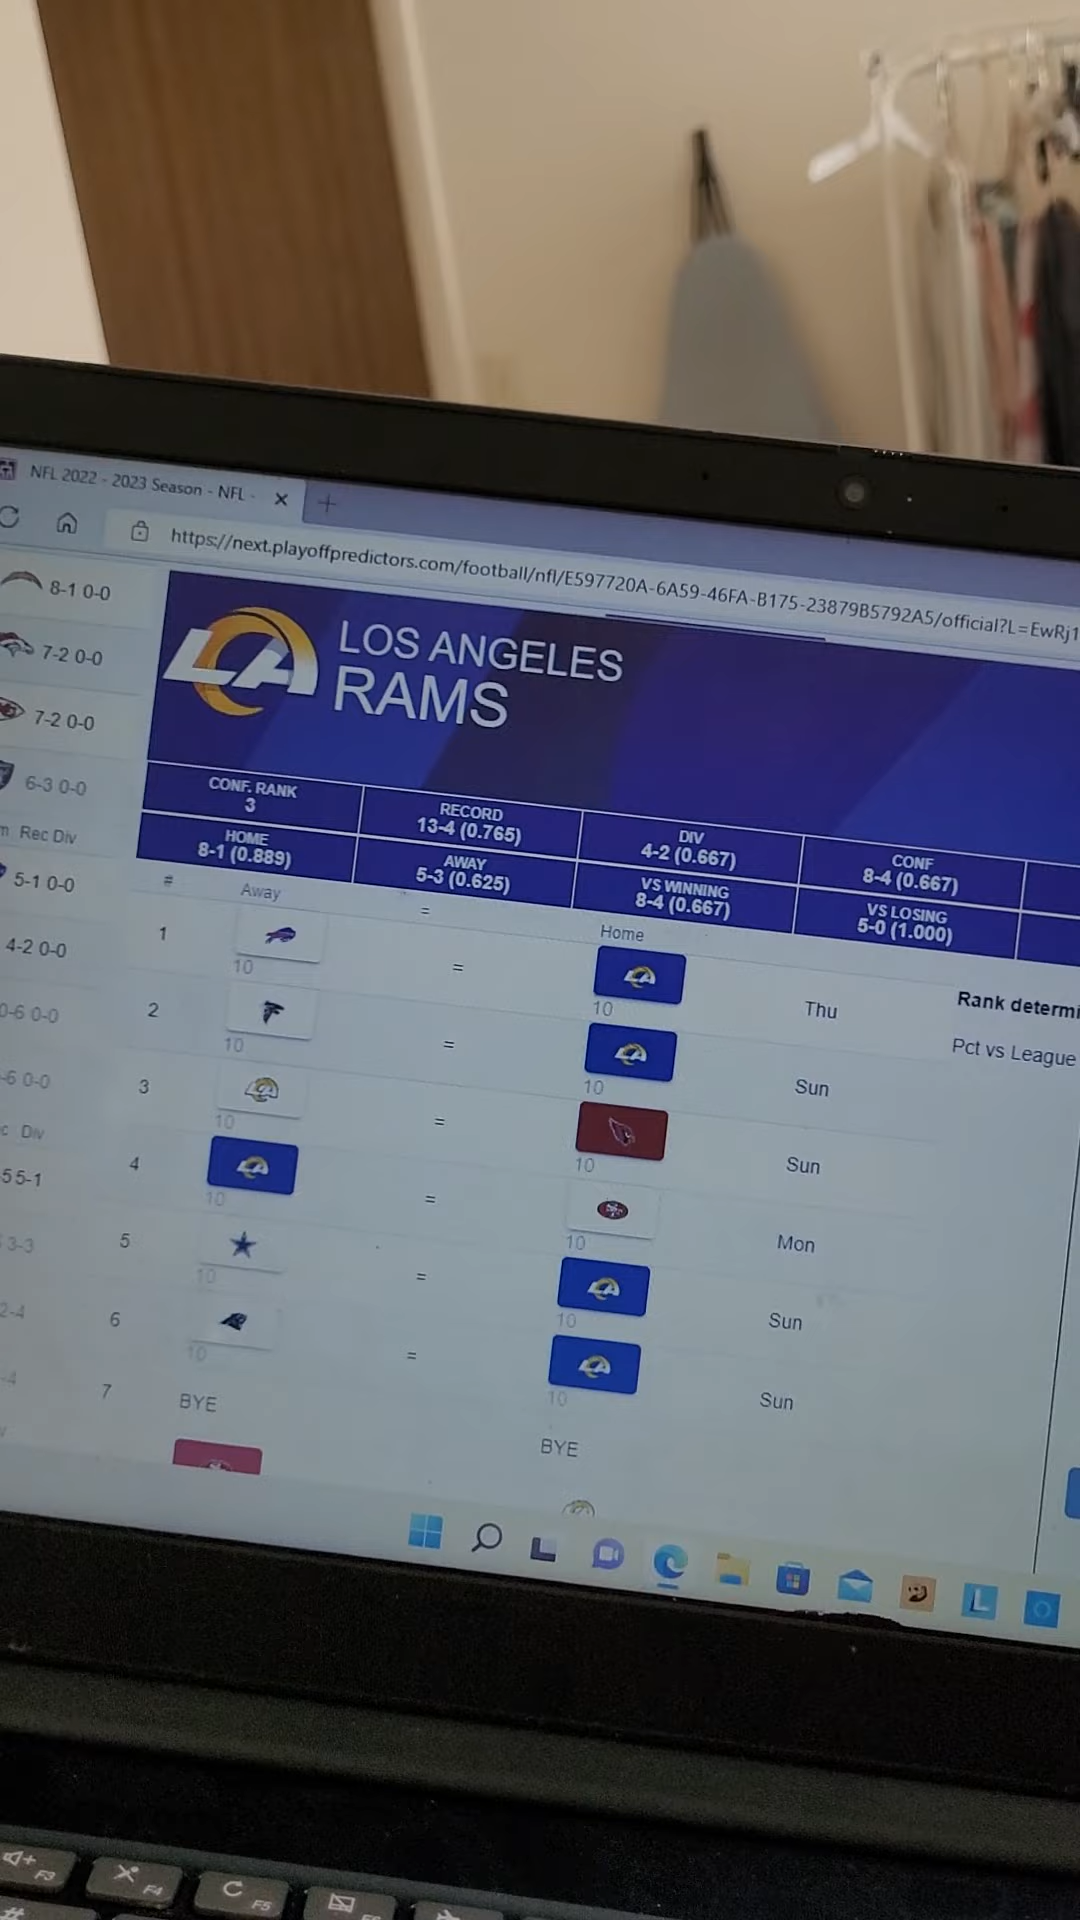 NFL 2022 - 2023 Season - NFL -
https://next.playoffpredictors.com/football/nfl/E597720A-6A59-46FA-B175-23879B5792A5/official?L=EwRj1
8-1 0-0
7-2 0-0
7-2 0-0
6-3 0-0
Rec Div
5-1 0-0
4-2 0-0
0-6 0-0
-6 0-0
Div
5 5-1
3-3
2-4
-4
LA
LOS ANGELES
RAMS
CONF. RANK
3
RECORD
13-4 (0.765)
DIV
4-2 (0.667)
CONF
8-4 (0.667)
HOME
8-1 (0.889)
AWAY
5-3 (0.625)
VS WINNING
8-4 (0.667)
VS LOSING
5-0 (1.000)
# Away = Home
1 10 = 10 Thu
2 10 = 10 Sun
3 10 = 10 Sun
4 10 = 10 Mon
5 10 = 10 Sun
6 10 = 10 Sun
7 BYE BYE
Rank determi
Pct vs League
F3
F4
F5
#